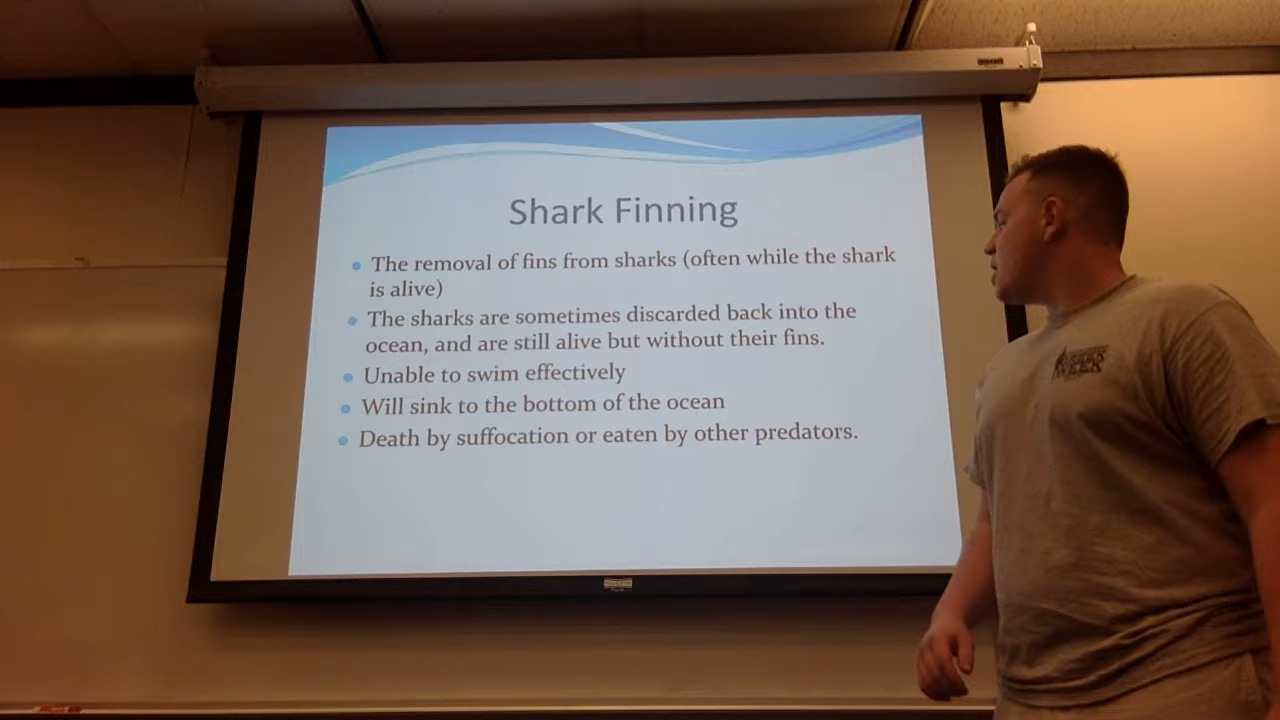 Shark Finning
The removal of fins from sharks (often while the shark
is alive)
The sharks are sometimes discarded back into the
ocean, and are still alive but without their fins.
Unable to swim effectively
Will sink to the bottom of the ocean
Death by suffocation or eaten by other predators.
WEEK